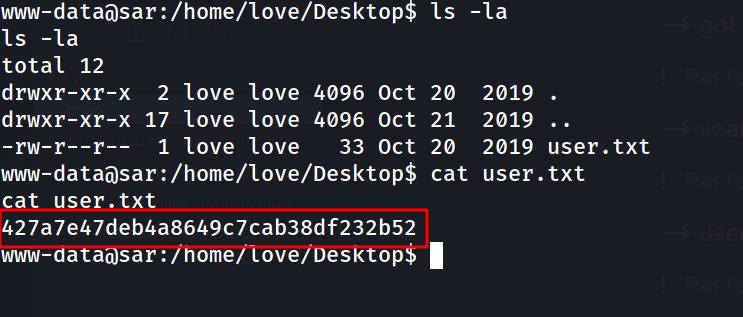 www-data@sar:/home/love/Desktop$ ls -la
ls -la
total 12
drwxr-xr-x  2 love love 4096 Oct 20  2019 .
drwxr-xr-x 17 love love 4096 Oct 21  2019 ..
-rw-r--r--  1 love love   33 Oct 20  2019 user.txt
www-data@sar:/home/love/Desktop$ cat user.txt
cat user.txt
427a7e47deb4a8649c7cab38df232b52
www-data@sar:/home/love/Desktop$